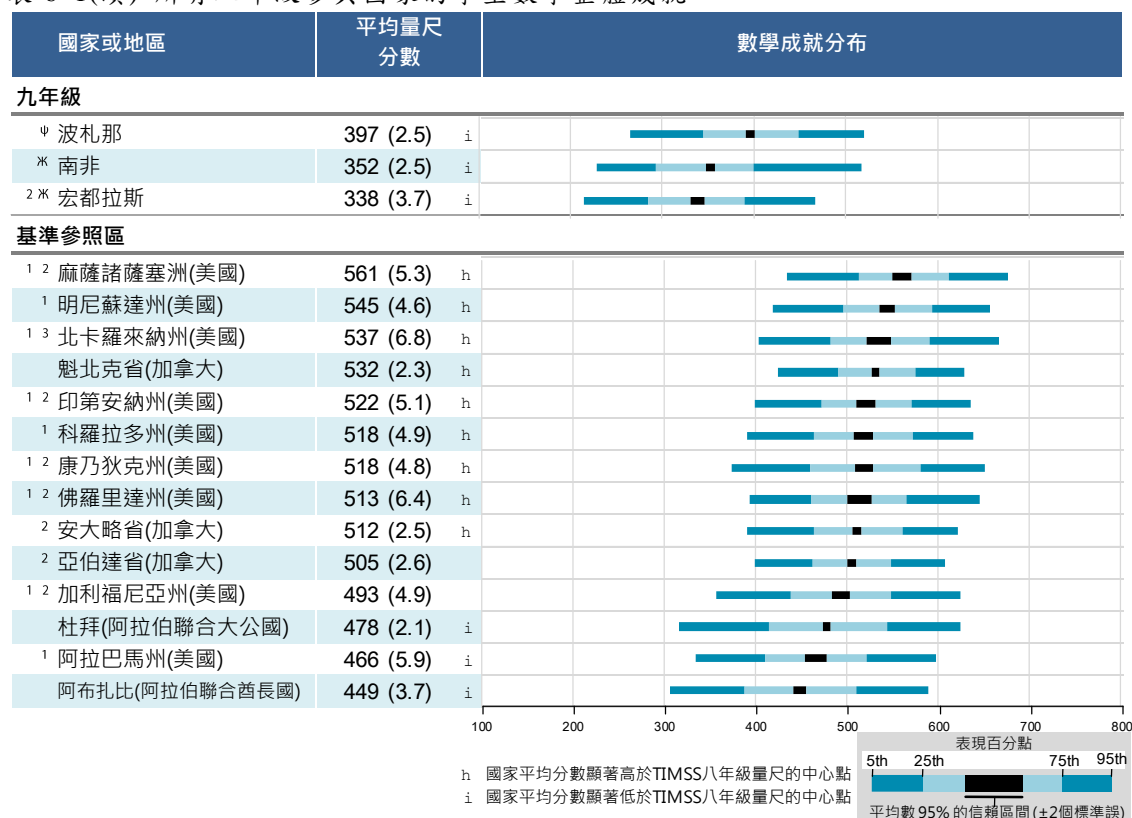 國家或地區 平均量尺分數 數學成就分布
九年級
ψ 波札那 397 (2.5) i
ж 南非 352 (2.5) i
2 ж 宏都拉斯 338 (3.7) i
基準參照區
1 2 麻薩諸薩塞洲(美國) 561 (5.3) h
1 明尼蘇達州(美國) 545 (4.6) h
1 3 北卡羅來納州(美國) 537 (6.8) h
魁北克省(加拿大) 532 (2.3) h
1 2 印第安納州(美國) 522 (5.1) h
1 科羅拉多州(美國) 518 (4.9) h
1 2 康乃狄克州(美國) 518 (4.8) h
1 2 佛羅里達州(美國) 513 (6.4) h
2 安大略省(加拿大) 512 (2.5) h
2 亞伯達省(加拿大) 505 (2.6)
1 2 加利福尼亞州(美國) 493 (4.9)
杜拜(阿拉伯聯合大公國) 478 (2.1) i
1 阿拉巴馬州(美國) 466 (5.9) i
阿布扎比(阿拉伯聯合酋長國) 449 (3.7) i
100 200 300 400 500 600 700 800
表現百分點
5th 25th 75th 95th
平均數 95% 的信賴區間 (±2個標準誤)
h 國家平均分數顯著高於TIMSS八年級量尺的中心點
i 國家平均分數顯著低於TIMSS八年級量尺的中心點